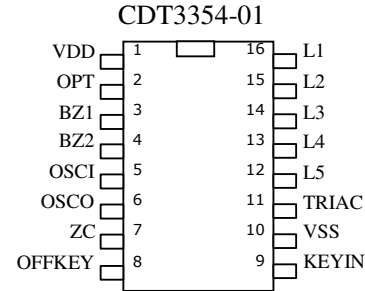 CDT3354-01
VDD 1 16 L1
OPT 2 15 L2
BZ1 3 14 L3
BZ2 4 13 L4
OSCI 5 12 L5
OSCO 6 11 TRIAC
ZC 7 10 VSS
OFFKEY 8 9 KEYIN